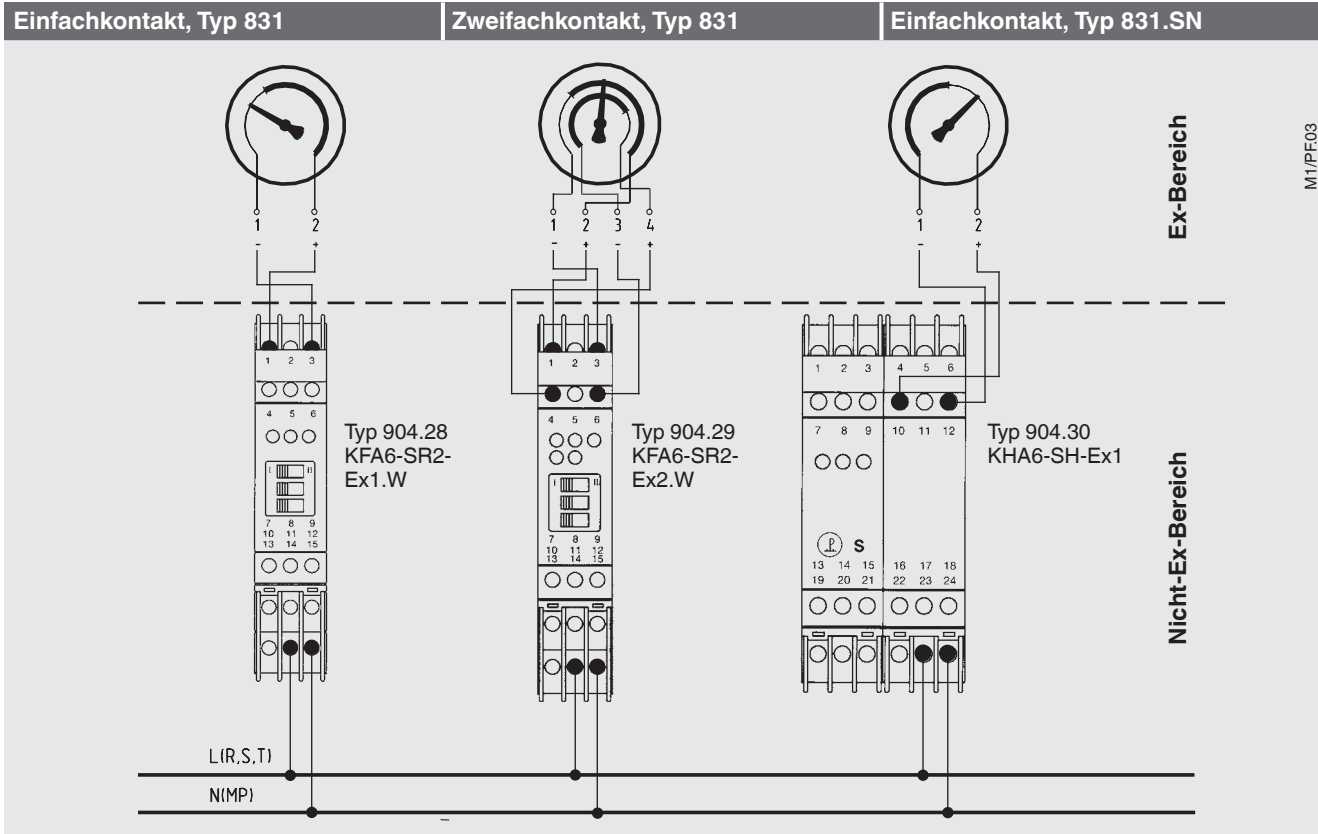 Einfachkontakt, Typ 831
Zweifachkontakt, Typ 831
Einfachkontakt, Typ 831.SN
M1/PF.03
Ex-Bereich
1 2
- +
1 2 3 4
- + - +
1 2
- +
1 2 3
4 5 6
I II
7 8 9
10 11 12
13 14 15
Typ 904.28
KFA6-SR2-
Ex1.W
1 2 3
4 5 6
I II
7 8 9
10 11 12
13 14 15
Typ 904.29
KFA6-SR2-
Ex2.W
1 2 3 4 5 6
7 8 9 10 11 12
S
13 14 15 16 17 18
19 20 21 22 23 24
Typ 904.30
KHA6-SH-Ex1
Nicht-Ex-Bereich
L(R,S,T)
N(MP)